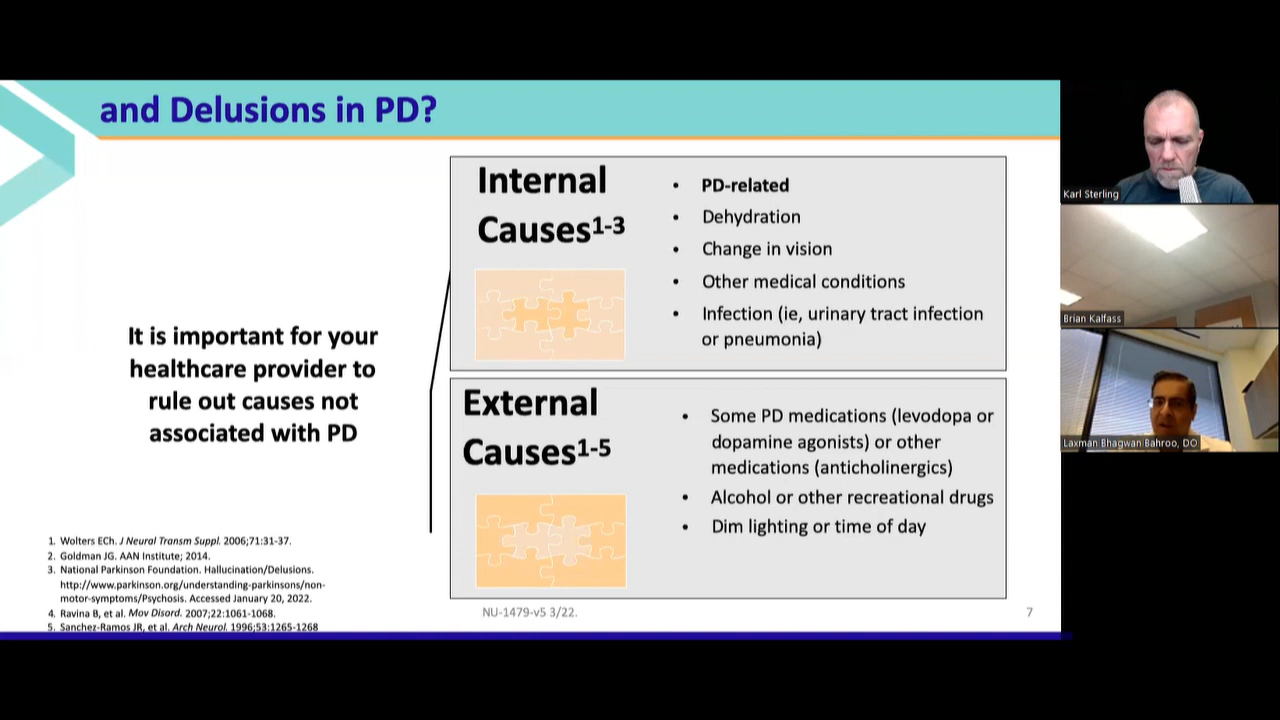 and Delusions in PD?
Internal
Causes1-3
• PD-related
• Dehydration
• Change in vision
• Other medical conditions
• Infection (ie, urinary tract infection
or pneumonia)
It is important for your
healthcare provider to
rule out causes not
associated with PD
External
Causes1-5
• Some PD medications (levodopa or
dopamine agonists) or other
medications (anticholinergics)
• Alcohol or other recreational drugs
• Dim lighting or time of day
1. Wolters ECh. J Neural Transm Suppl. 2006;71:31-37.
2. Goldman JG. AAN Institute; 2014.
3. National Parkinson Foundation. Hallucination/Delusions.
http://www.parkinson.org/understanding-parkinsons/non-
motor-symptoms/Psychosis. Accessed January 20, 2022.
4. Ravina B, et al. Mov Disord. 2007;22:1061-1068.
5. Sanchez-Ramos JR, et al. Arch Neurol. 1996;53:1265-1268
NU-1479-v5 3/22.
7
Karl Sterling
Brian Kalfass
Laxman Bhagwan Bahroo, DO